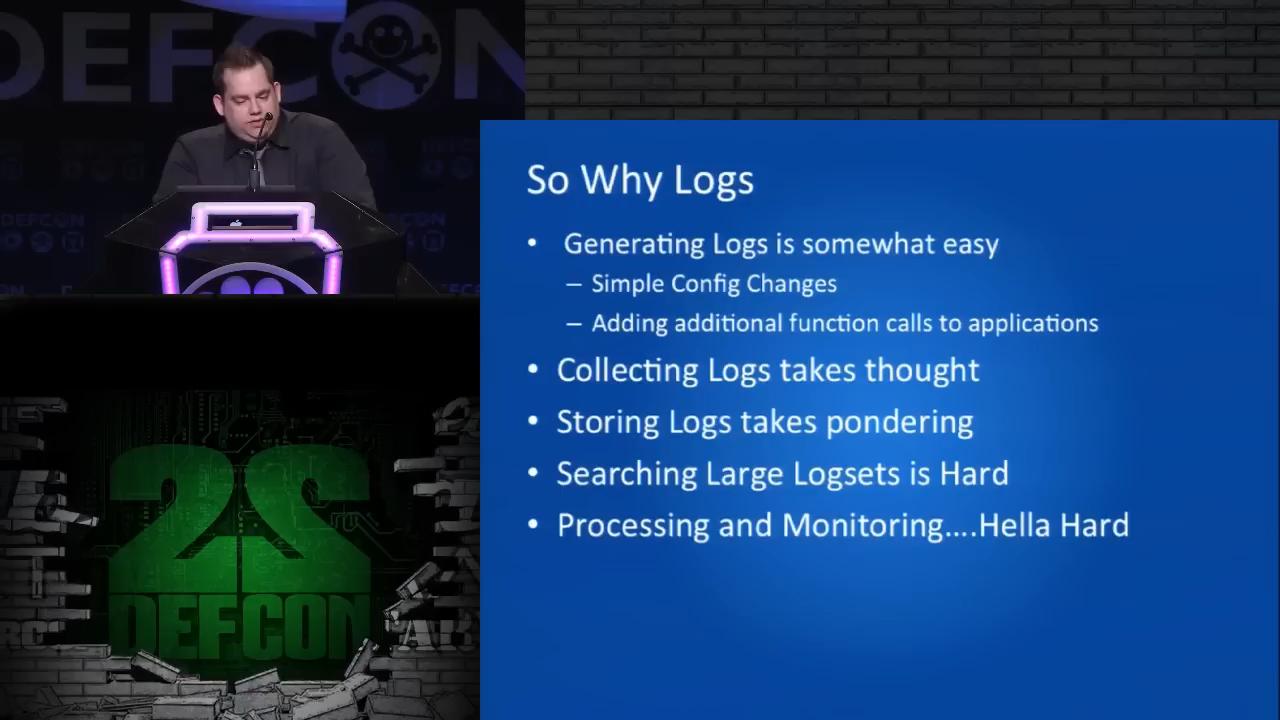 DEFCON
DEFCON
So Why Logs
• Generating Logs is somewhat easy
– Simple Config Changes
– Adding additional function calls to applications
• Collecting Logs takes thought
• Storing Logs takes pondering
• Searching Large Logsets is Hard
• Processing and Monitoring....Hella Hard
22
DEFCON